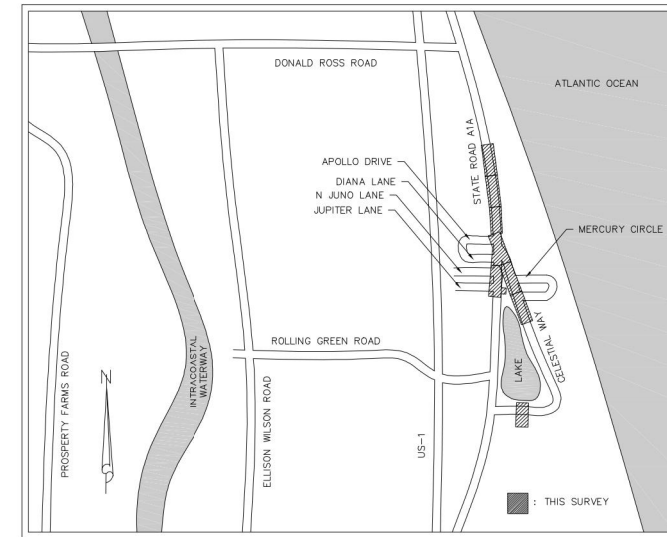 DONALD ROSS ROAD
ATLANTIC OCEAN
STATE ROAD A1A
APOLLO DRIVE
DIANA LANE
N JUNO LANE
JUPITER LANE
MERCURY CIRCLE
PROSPERTY FARMS ROAD
INTRACOASTAL
WATERWAY
ROLLING GREEN ROAD
ELLISON WILSON ROAD
US-1
LAKE
CELESTIAL WAY
N
: THIS SURVEY